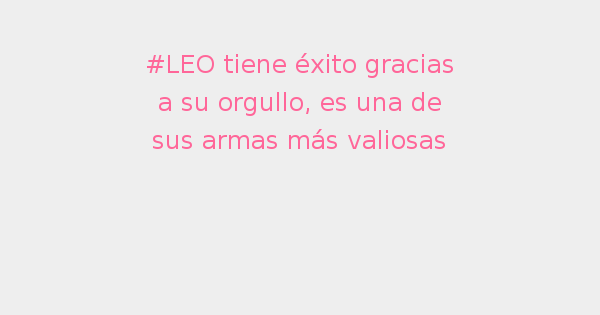 #LEO tiene éxito gracias
a su orgullo, es una de
sus armas más valiosas